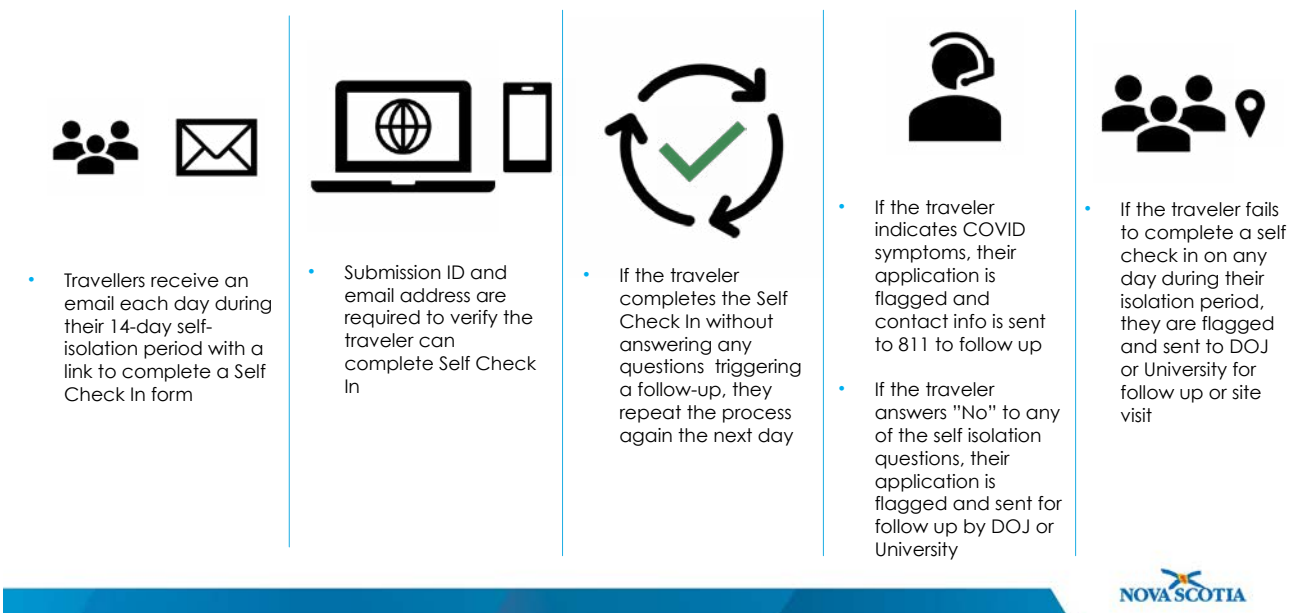 • Travellers receive an
email each day during
their 14-day self-
isolation period with a
link to complete a Self
Check In form
• Submission ID and
email address are
required to verify the
traveler can
complete Self Check
In
• If the traveler
completes the Self
Check In without
answering any
questions  triggering
a follow-up, they
repeat the process
again the next day
• If the traveler
indicates COVID
symptoms, their
application is
flagged and
contact info is sent
to 811 to follow up
• If the traveler
answers ”No” to any
of the self isolation
questions, their
application is
flagged and sent for
follow up by DOJ or
University
• If the traveler fails
to complete a self
check in on any
day during their
isolation period,
they are flagged
and sent to DOJ
or University for
follow up or site
visit
NOVA SCOTIA